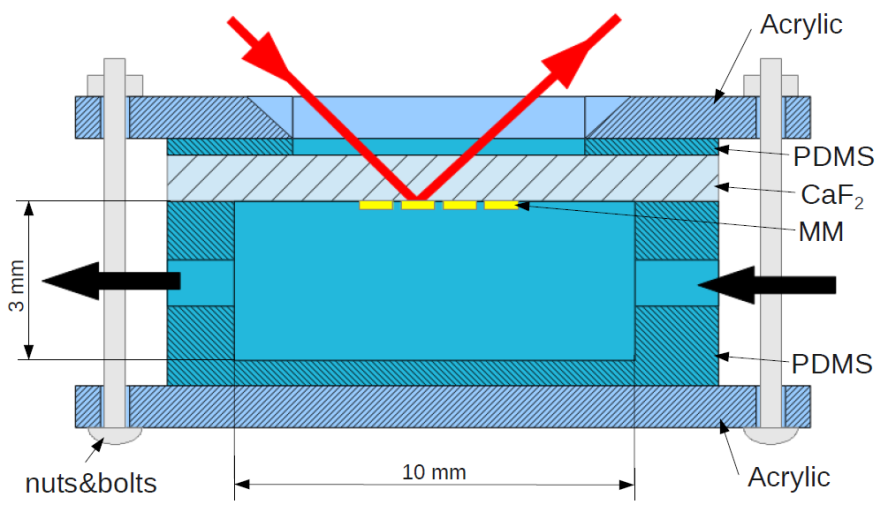 Acrylic
PDMS
CaF₂
MM
3 mm
PDMS
10 mm
nuts&bolts
Acrylic